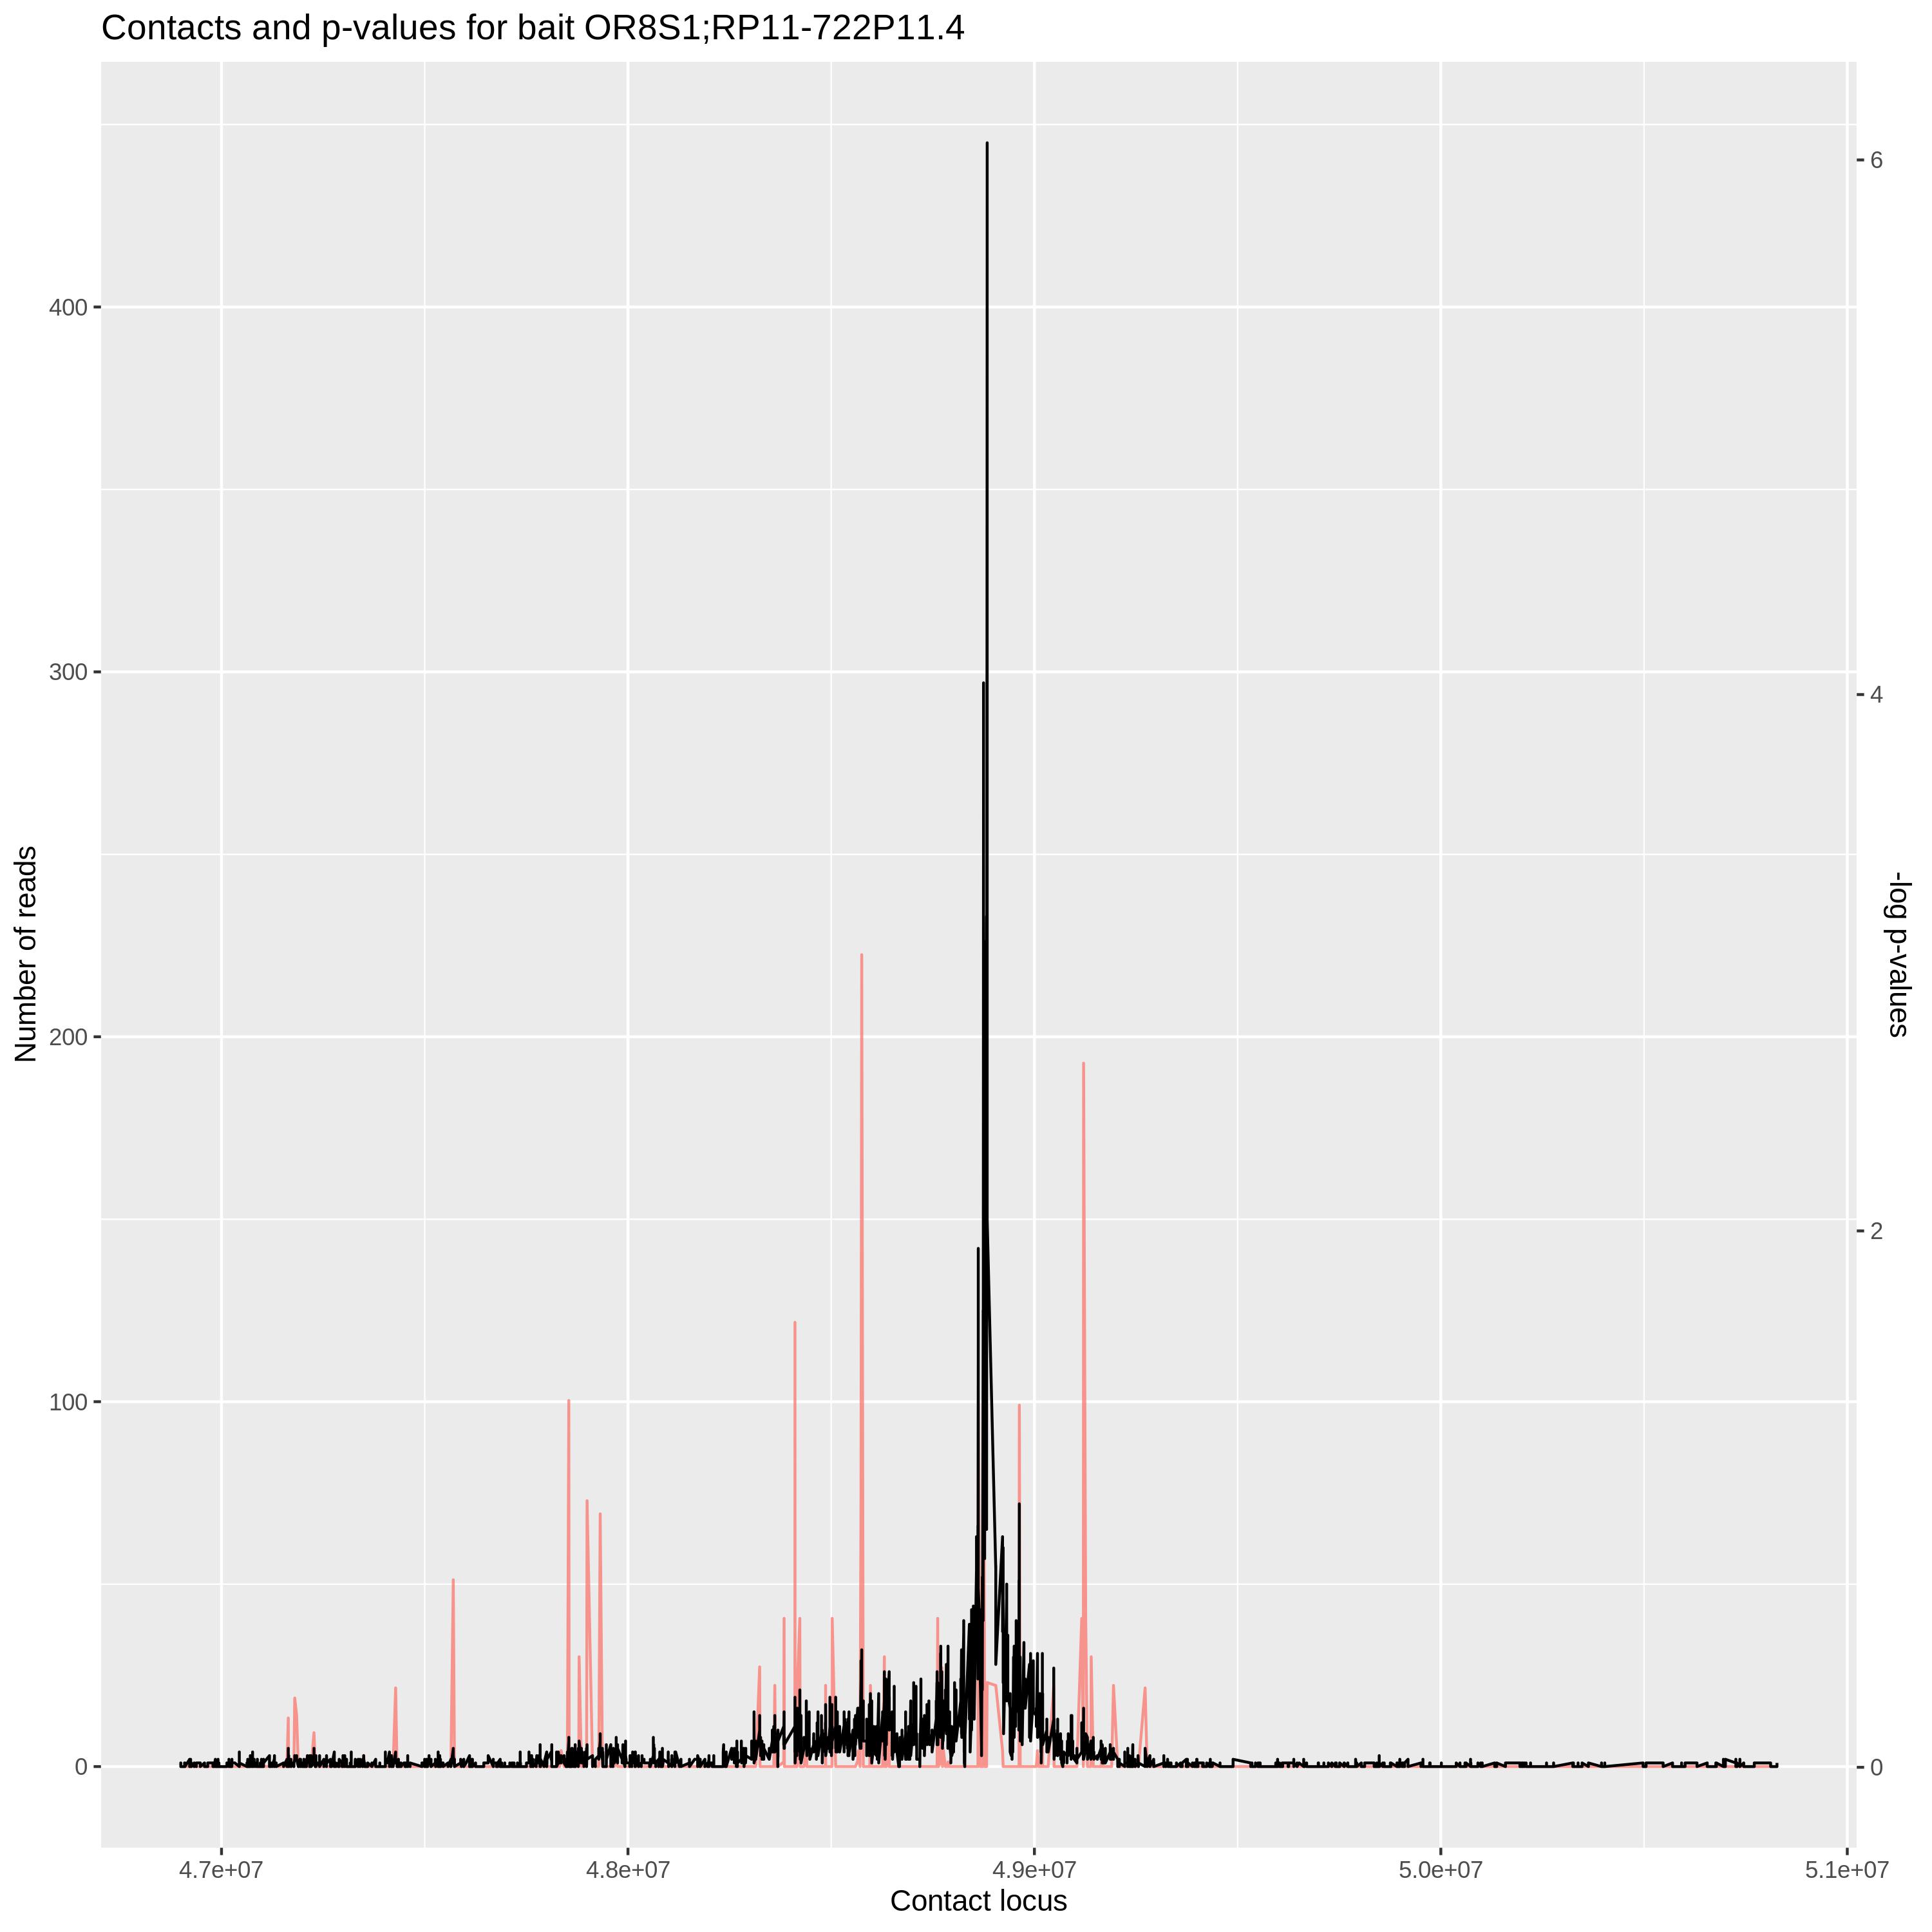 Contacts and p-values for bait OR8S1;RP11-722P11.4
Number of reads
400
300
200
100
0
6
4
2
0
-log p-values
4.7e+07
4.8e+07
4.9e+07
5.0e+07
5.1e+07
Contact locus